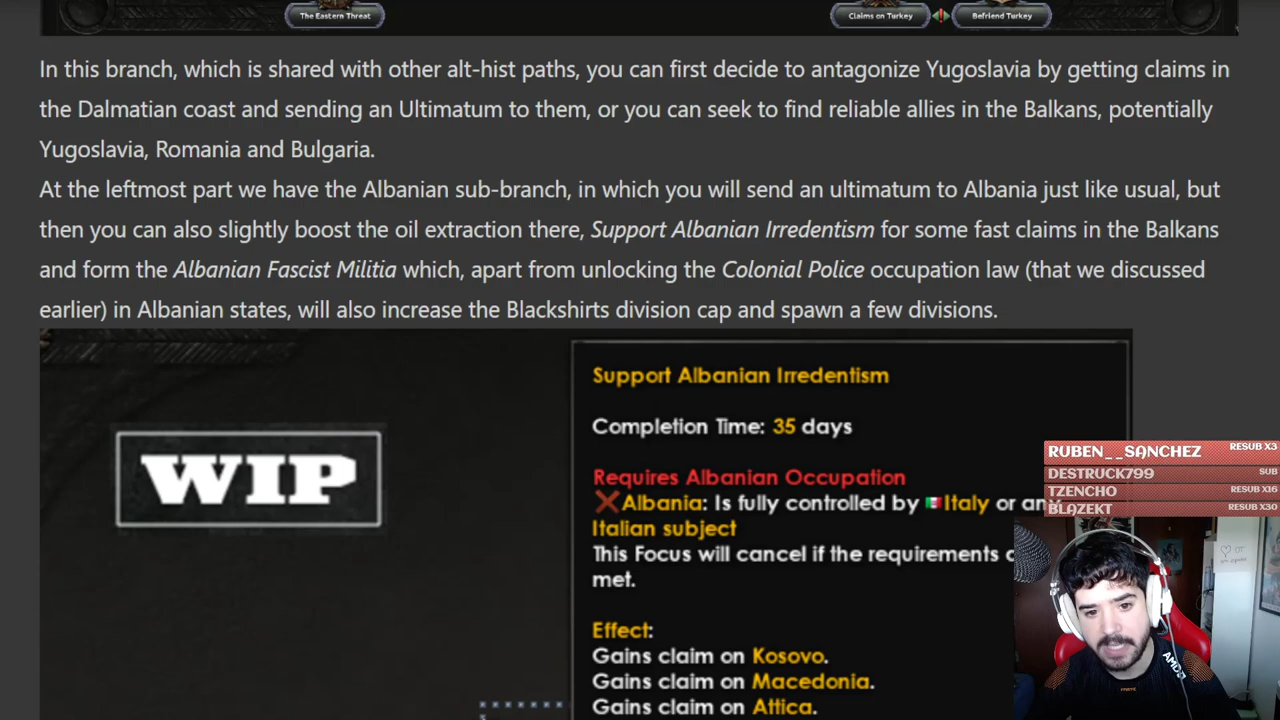 The Eastern Threat
Claims on Turkey
Befriend Turkey
In this branch, which is shared with other alt-hist paths, you can first decide to antagonize Yugoslavia by getting claims in
the Dalmatian coast and sending an Ultimatum to them, or you can seek to find reliable allies in the Balkans, potentially
Yugoslavia, Romania and Bulgaria.
At the leftmost part we have the Albanian sub-branch, in which you will send an ultimatum to Albania just like usual, but
then you can also slightly boost the oil extraction there, Support Albanian Irredentism for some fast claims in the Balkans
and form the Albanian Fascist Militia which, apart from unlocking the Colonial Police occupation law (that we discussed
earlier) in Albanian states, will also increase the Blackshirts division cap and spawn a few divisions.
WIP
Support Albanian Irredentism
Completion Time: 35 days
Requires Albanian Occupation
Albania: Is fully controlled by Italy or any
Italian subject
This Focus will cancel if the requirements
met.
Effect:
Gains claim on Kosovo.
Gains claim on Macedonia.
Gains claim on Attica.
RUBEN__SANCHEZ RESUB X3
DESTRUCK799 SUB
TZENCHO RESUB X16
BLAZEKT RESUB X30
AMD